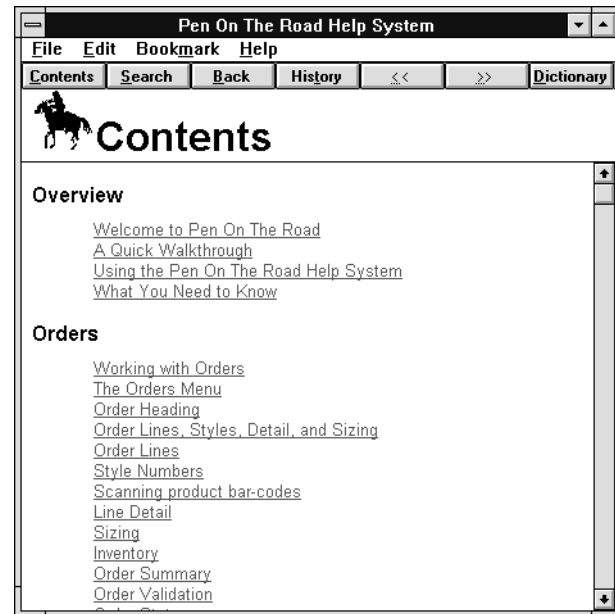 Pen On The Road Help System
File Edit Bookmark Help
Contents Search Back History << >> Dictionary
Contents
Overview
Welcome to Pen On The Road
A Quick Walkthrough
Using the Pen On The Road Help System
What You Need to Know
Orders
Working with Orders
The Orders Menu
Order Heading
Order Lines, Styles, Detail, and Sizing
Order Lines
Style Numbers
Scanning product bar-codes
Line Detail
Sizing
Inventory
Order Summary
Order Validation